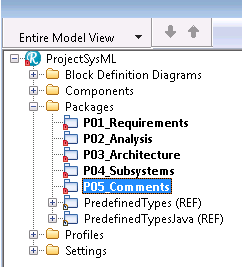 Entire Model View
ProjectSysML
Block Definition Diagrams
Components
Packages
P01_Requirements
P02_Analysis
P03_Architecture
P04_Subsystems
P05_Comments
PredefinedTypes (REF)
PredefinedTypesJava (REF)
Profiles
Settings